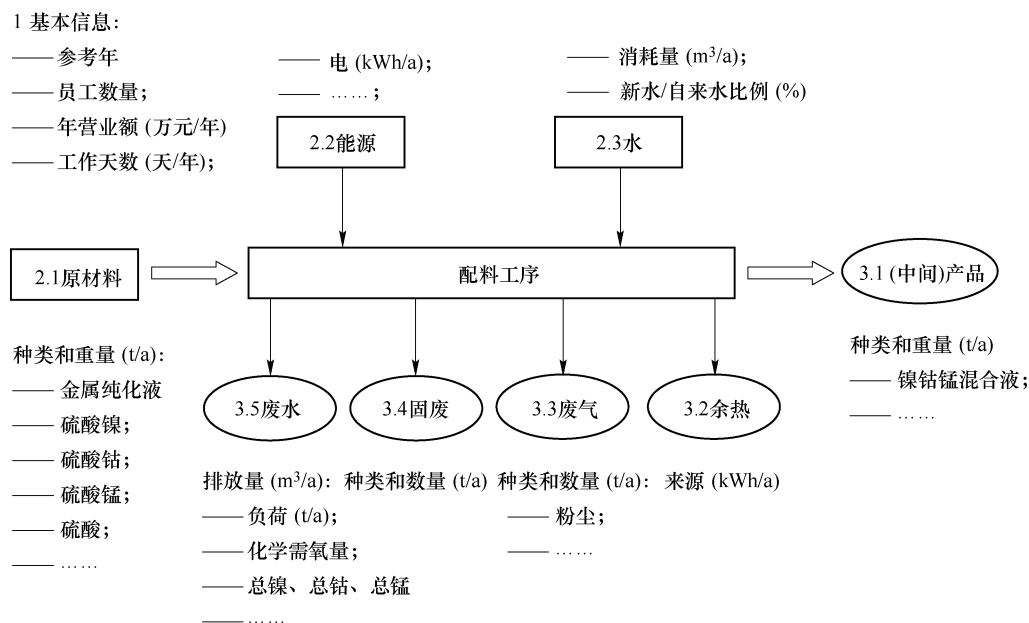 1 基本信息：
—— 参考年
—— 员工数量；
—— 年营业额 (万元/年)
—— 工作天数 (天/年)；
—— 电 (kWh/a)；
—— ……；
2.2能源
—— 消耗量 (m³/a)；
—— 新水/自来水比例 (%)
2.3水
2.1原材料
配料工序
3.1 (中间)产品
种类和重量 (t/a)：
—— 金属纯化液
—— 硫酸镍；
—— 硫酸钴；
—— 硫酸锰；
—— 硫酸；
—— ……
3.5废水
3.4固废
3.3废气
3.2余热
排放量 (m³/a)：
—— 负荷 (t/a)；
—— 化学需氧量；
—— 总镍、总钴、总锰
—— ……
种类和数量 (t/a)
种类和数量 (t/a)：
—— 粉尘；
—— ……
来源 (kWh/a)
种类和重量 (t/a)
—— 镍钴锰混合液；
—— ……